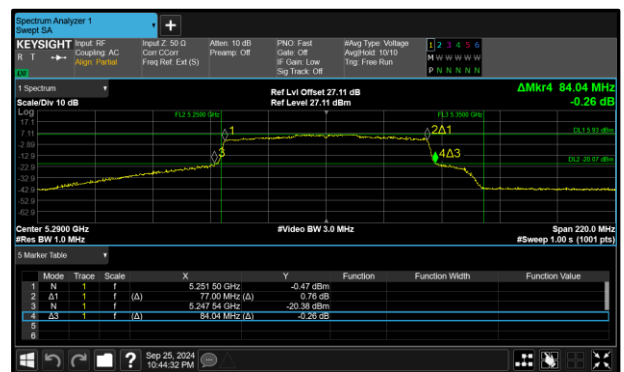 Spectrum Analyzer 1
Swept SA
+
KEYSIGHT Input: RF Input Z: 50 Ω Atten: 10 dB PNO: Fast #Avg Type: Voltage 1 2 3 4 5 6
R T Coupling: AC Corr CCorr Preamp: Off Gate: Off Avg|Hold: 10/10 M W W W W W
Align: Partial Freq Ref: Ext (S) IF Gain: Low Trig: Free Run
Sig Track: Off P N N N N N
1 Spectrum Ref Lvl Offset 27.11 dB ΔMkr4 84.04 MHz
Scale/Div 10 dB Ref Level 27.11 dBm -0.26 dB
Log FL2 5.2500 GHz FL3 5.3500 GHz
17.1
7.11 1 2Δ1 DL1 5.93 dBm
-2.89
-12.9 3 4Δ3
-22.9 DL2 -20.07 dBm
-32.9
-42.9
-52.9
-62.9
Center 5.2900 GHz #Video BW 3.0 MHz Span 220.0 MHz
#Res BW 1.0 MHz #Sweep 1.00 s (1001 pts)
5 Marker Table
Mode Trace Scale X Y Function Function Width Function Value
1 N 1 f 5.251 50 GHz -0.47 dBm
2 Δ1 1 f (Δ) 77.00 MHz (Δ) 0.76 dB
3 N 1 f 5.247 54 GHz -20.38 dBm
4 Δ3 1 f (Δ) 84.04 MHz (Δ) -0.26 dB
5
6
? Sep 25, 2024
10:44:32 PM